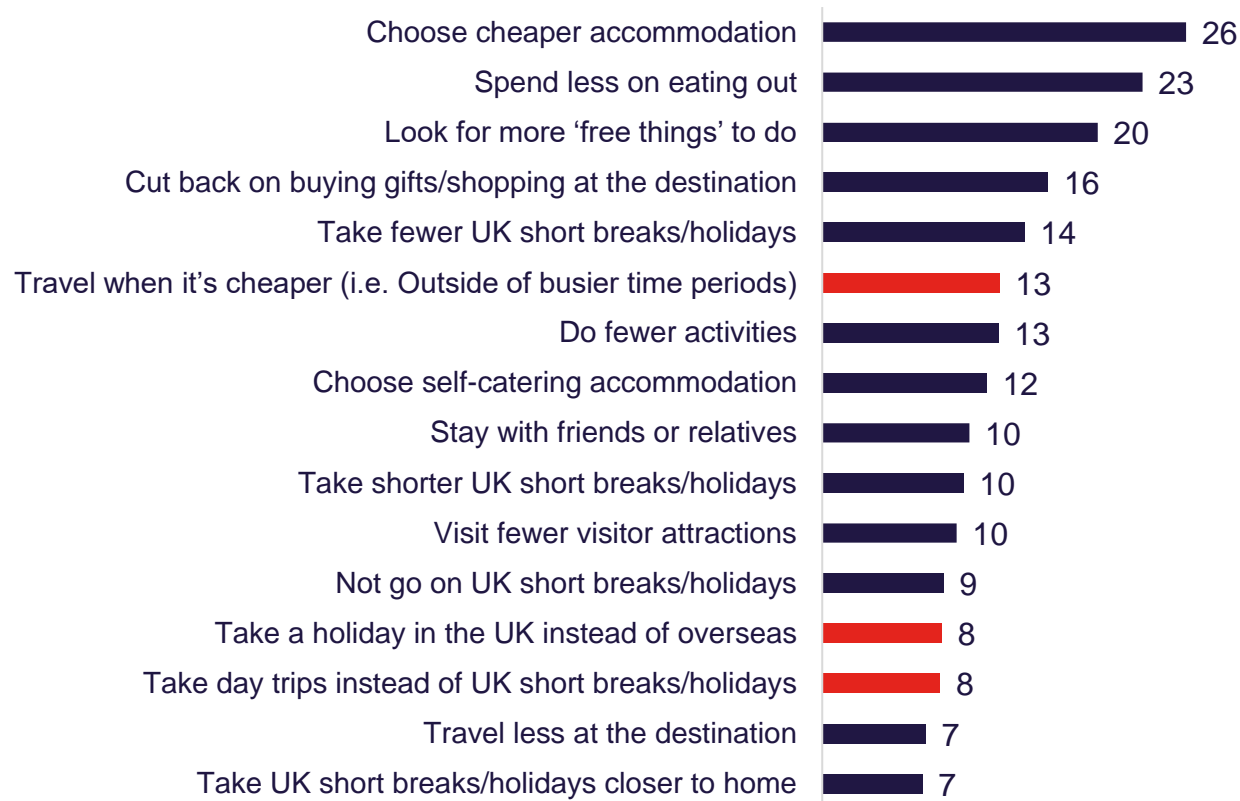 Choose cheaper accommodation 26
Spend less on eating out 23
Look for more ‘free things’ to do 20
Cut back on buying gifts/shopping at the destination 16
Take fewer UK short breaks/holidays 14
Travel when it’s cheaper (i.e. Outside of busier time periods) 13
Do fewer activities 13
Choose self-catering accommodation 12
Stay with friends or relatives 10
Take shorter UK short breaks/holidays 10
Visit fewer visitor attractions 10
Not go on UK short breaks/holidays 9
Take a holiday in the UK instead of overseas 8
Take day trips instead of UK short breaks/holidays 8
Travel less at the destination 7
Take UK short breaks/holidays closer to home 7